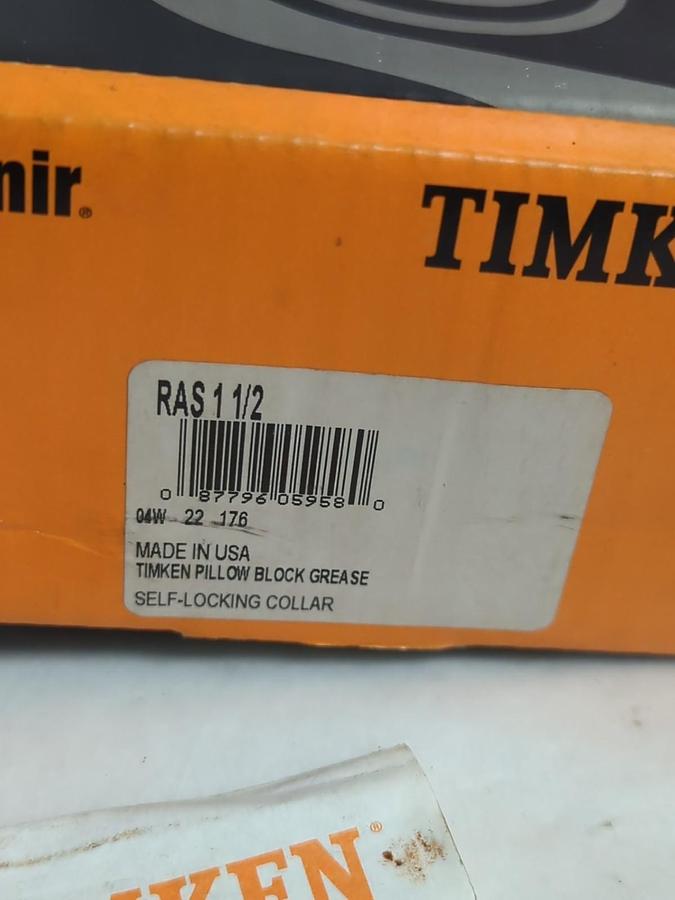 nir®
TIMK
RAS 1 1/2
0 87796 05958 0
04W 22 176
MADE IN USA
TIMKEN PILLOW BLOCK GREASE
SELF-LOCKING COLLAR
MKEN®